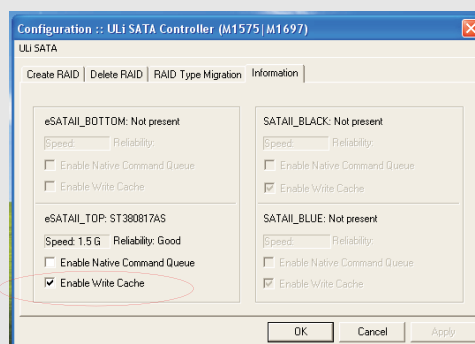 Configuration :: ULi SATA Controller (M1575|M1697)
ULi SATA
Create RAID Delete RAID RAID Type Migration Information
eSATAII_BOTTOM: Not present
Speed: Reliability:
Enable Native Command Queue
Enable Write Cache
eSATAII_TOP: ST380817AS
Speed: 1.5 G Reliability: Good
Enable Native Command Queue
Enable Write Cache
SATAII_BLACK: Not present
Speed: Reliability:
Enable Native Command Queue
Enable Write Cache
SATAII_BLUE: Not present
Speed: Reliability:
Enable Native Command Queue
Enable Write Cache
OK Cancel Apply